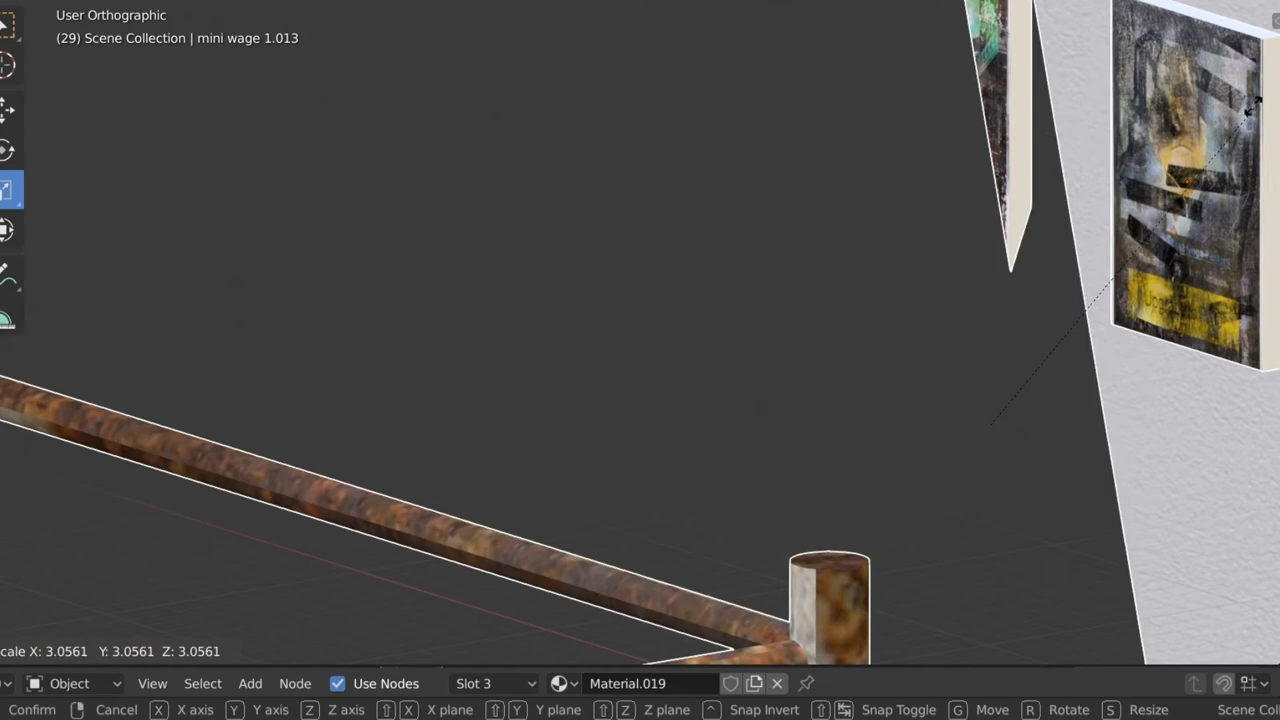 User Orthographic
(29) Scene Collection | mini wage 1.013
cale X: 3.0561 Y: 3.0561 Z: 3.0561
Object View Select Add Node Use Nodes Slot 3 Material.019
Confirm Cancel X X axis Y Y axis Z Z axis X X plane Y Y plane Z Z plane ^ Snap Invert Snap Toggle G Move R Rotate S Resize Scene Col